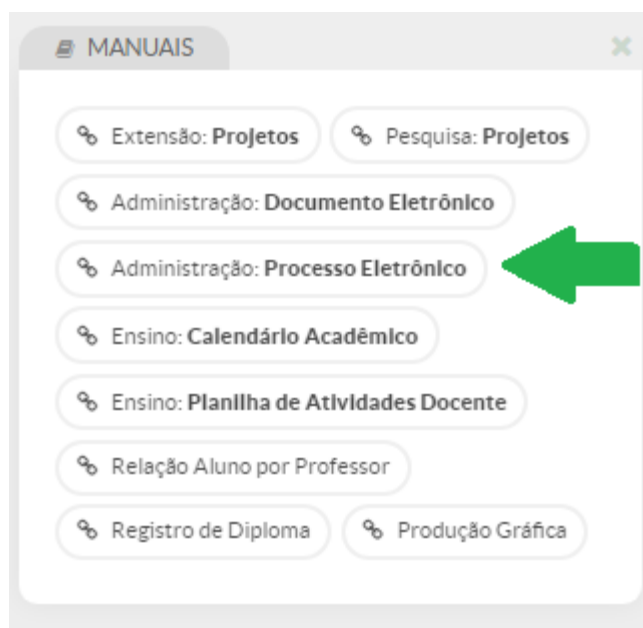 MANUAIS
Extensão: Projetos
Pesquisa: Projetos
Administração: Documento Eletrônico
Administração: Processo Eletrônico
Ensino: Calendário Acadêmico
Ensino: Planilha de Atividades Docente
Relação Aluno por Professor
Registro de Diploma
Produção Gráfica